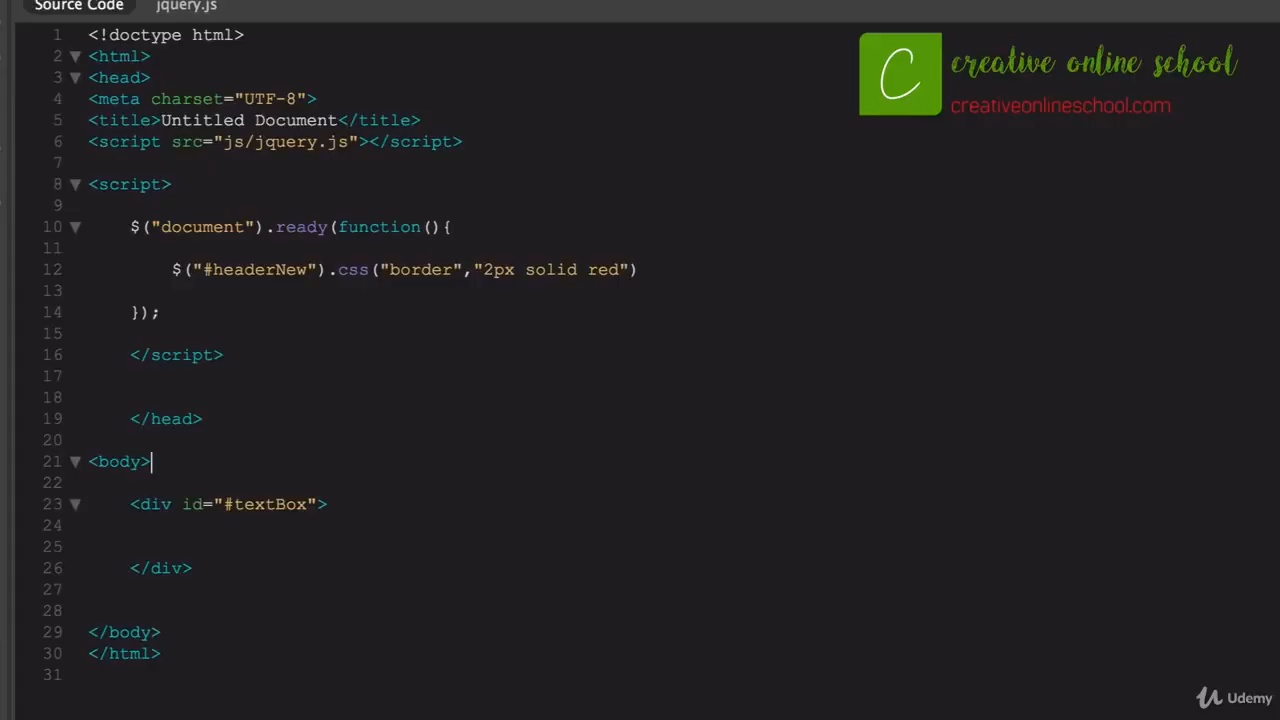 Source Code jquery.js
1 <!doctype html>
2 <html>
3 <head>
4 <meta charset="UTF-8">
5 <title>Untitled Document</title>
6 <script src="js/jquery.js"></script>
7
8 <script>
9
10 $("document").ready(function(){
11
12 $("#headerNew").css("border","2px solid red")
13
14 });
15
16 </script>
17
18
19 </head>
20
21 <body>
22
23 <div id="#textBox">
24
25
26 </div>
27
28
29 </body>
30 </html>
31
C creative online school
creativeonlineschool.com
Udemy